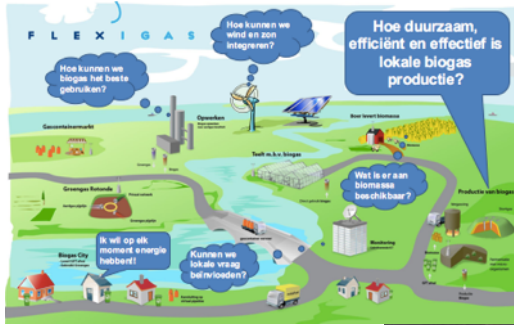 FLEXIGAS
Hoe kunnen we
wind en zon
integreren?
Hoe duurzaam,
efficiënt en effectief is
lokale biogas
productie?
Hoe kunnen we
biogas het beste
gebruiken?
Gascontainermarkt
Opwerken
Boer levert biomassa
Teelt m.b.v. biogas
Wat is er aan
biomassa
beschikbaar?
Productie van biogas
Groengas Rotonde
Ik wil op elk
moment energie
hebben!!
Kunnen we
lokale vraag
beïnvloeden?
Monitoring
Biogas City